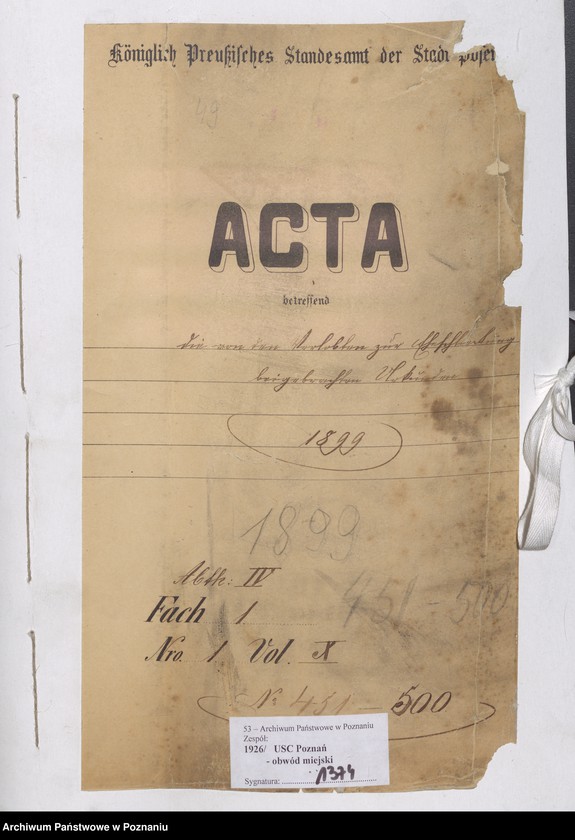 Königlich Preußisches Standesamt der Stadt Posen
49
ACTA
betreffend
die von den Verlobten zur Eheschließung
beigebrachten Urkunden
1899
1899
Abth: IV
451-500
Fach 1
Nro. 1. Vol. X
No 451-500
53 – Archiwum Państwowe w Poznaniu
Zespół:
1926/ USC Poznań
- obwód miejski
Sygnatura: 1374
Archiwum Państwowe w Poznaniu